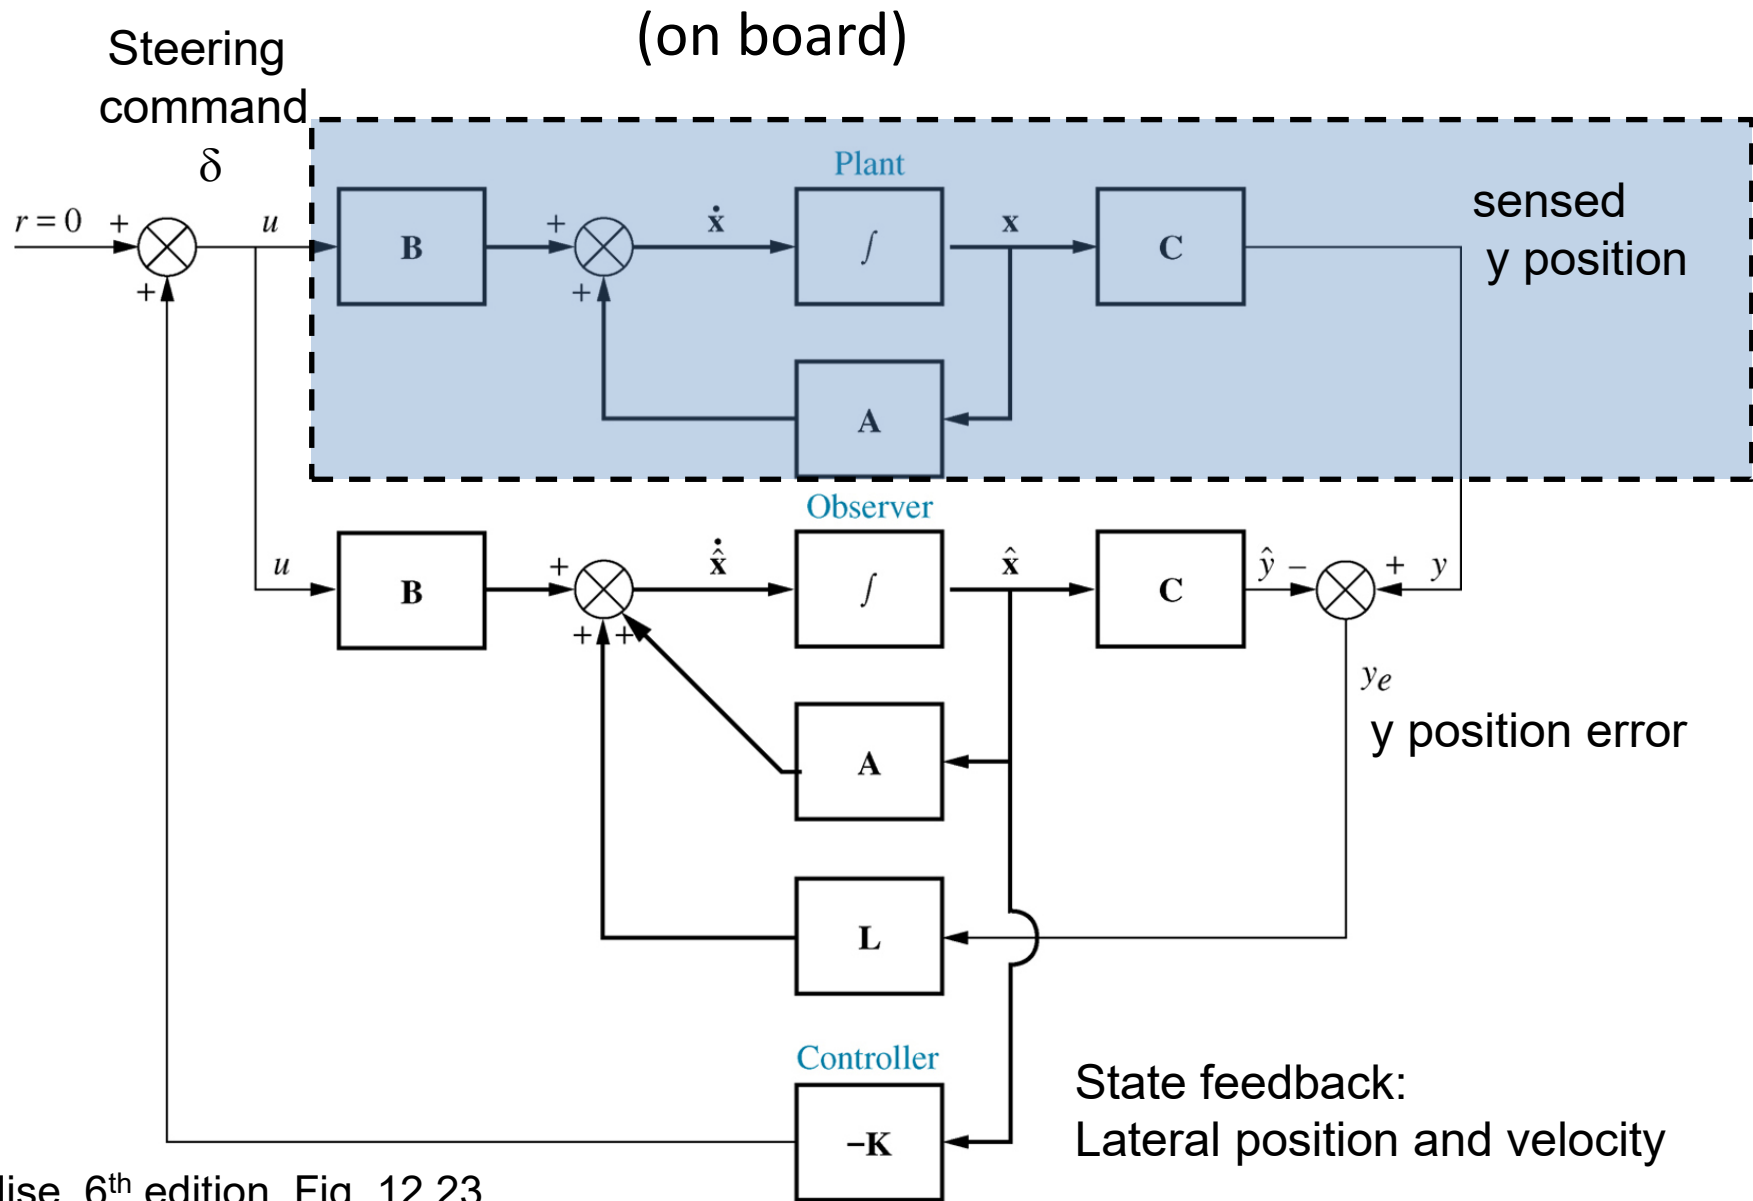 (on board)
Steering
command
δ
r = 0 +
+
u
B
+
+
ẋ
Plant
∫
x
C
A
sensed
y position
Observer
u
B
+
+ +
x̂̇
∫
x̂
C
ŷ −
+ y
yₑ
y position error
A
L
Controller
−K
State feedback:
Lateral position and velocity
6th edition Fig. 12.23